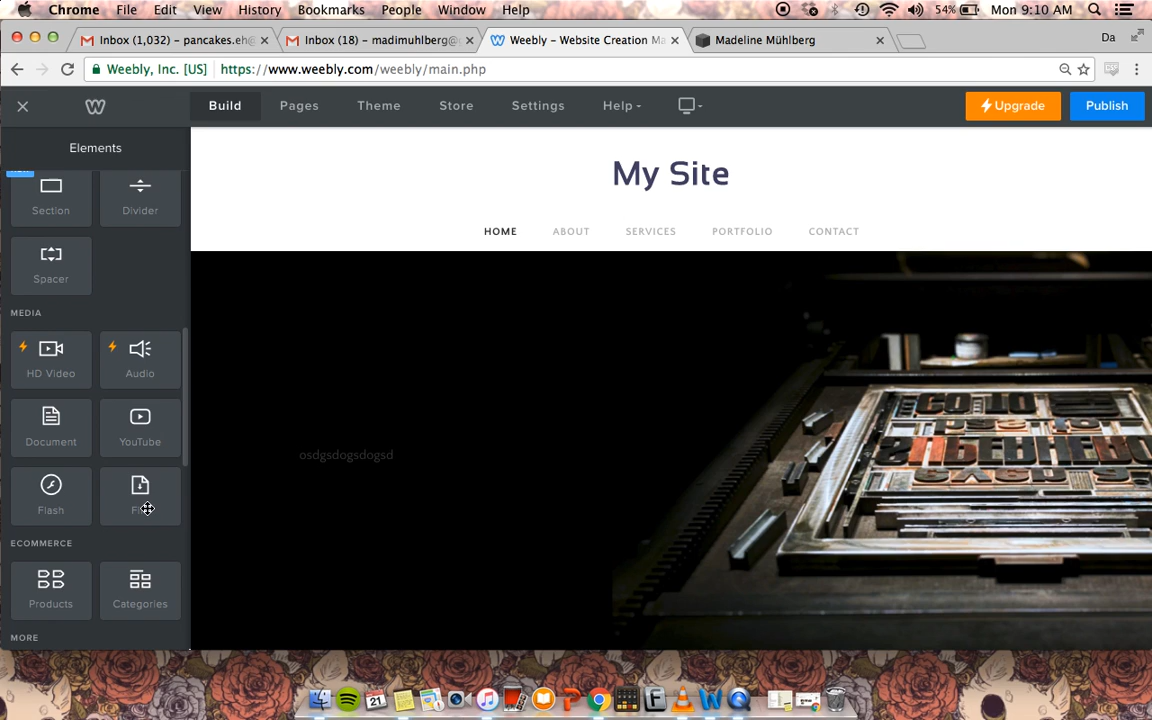 Chrome File Edit View History Bookmarks People Window Help 54% Mon 9:10 AM
Inbox (1,032) - pancakes.eh@ Inbox (18) - madimuhlberg@ Weebly - Website Creation Ma Madeline Mühlberg Da
Weebly, Inc. [US] https://www.weebly.com/weebly/main.php
Build Pages Theme Store Settings Help Upgrade Publish
Elements
My Site
Section Divider
HOME ABOUT SERVICES PORTFOLIO CONTACT
Spacer
MEDIA
HD Video Audio
Document YouTube
osdgsdogsdogsd
Flash
ECOMMERCE
Products Categories
MORE
21